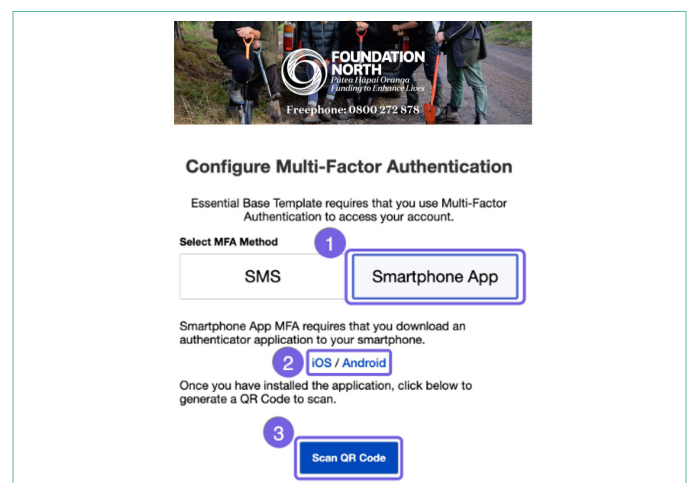 FOUNDATION
NORTH
Pūtea Hāpai Oranga
Funding to Enhance Lives
Freephone: 0800 272 878
Configure Multi-Factor Authentication
Essential Base Template requires that you use Multi-Factor
Authentication to access your account.
Select MFA Method
1
SMS
Smartphone App
Smartphone App MFA requires that you download an
authenticator application to your smartphone.
2
iOS / Android
Once you have installed the application, click below to
generate a QR Code to scan.
3
Scan QR Code